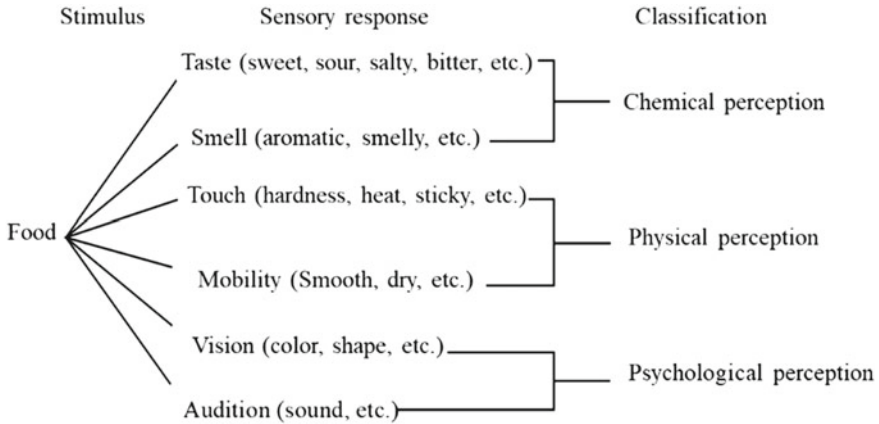 Stimulus Sensory response Classification
Taste (sweet, sour, salty, bitter, etc.)
Chemical perception
Smell (aromatic, smelly, etc.)
Touch (hardness, heat, sticky, etc.)
Food
Physical perception
Mobility (Smooth, dry, etc.)
Vision (color, shape, etc.)
Psychological perception
Audition (sound, etc.)